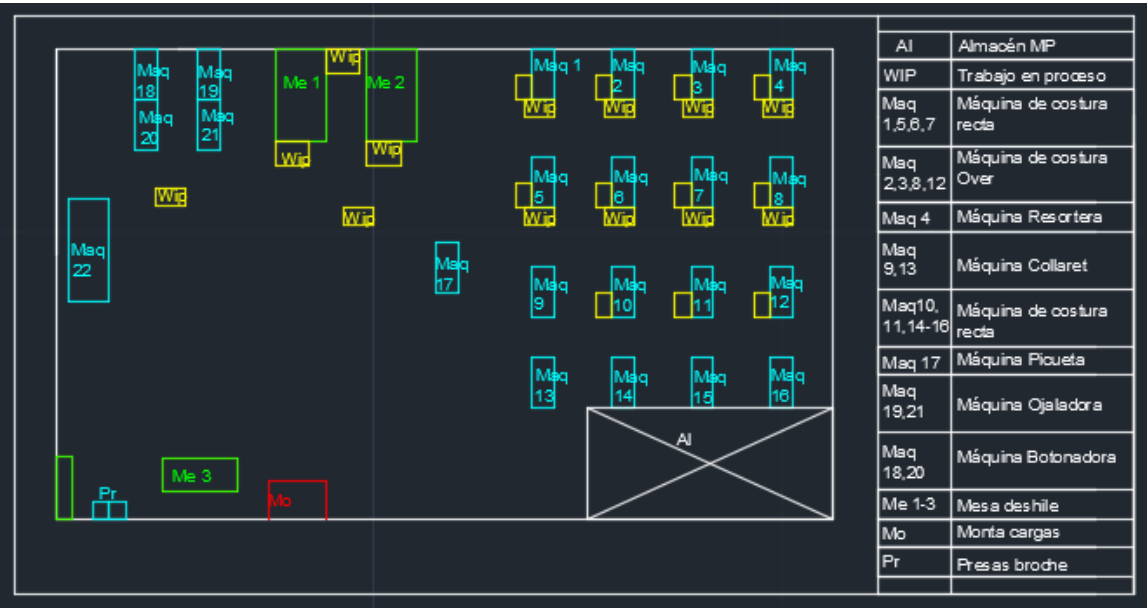 Maq
18
Maq
19
Maq
20
Maq
21
Me 1
Wip
Me 2
Wip
Wip
Wip
Wip
Maq
22
Maq
17
Maq 1
Wip
Maq
2
Wip
Maq
3
Wip
Maq
4
Wip
Maq
5
Wip
Maq
6
Wip
Maq
7
Wip
Maq
8
Wip
Maq
9
Maq
10
Maq
11
Maq
12
Maq
13
Maq
14
Maq
15
Maq
16
Al
Me 3
Pr
Mo
Al Almacén MP
WIP Trabajo en proceso
Maq Máquina de costura
1,5,6,7 recta
Maq Máquina de costura
2,3,8,12 Over
Maq 4 Máquina Resortera
Maq
9,13 Máquina Collaret
Maq10, Máquina de costura
11,14-16 recta
Maq 17 Máquina Picueta
Maq
19,21 Máquina Ojaladora
Maq Máquina Botonadora
18,20
Me 1-3 Mesa deshile
Mo Monta cargas
Pr Presas broche